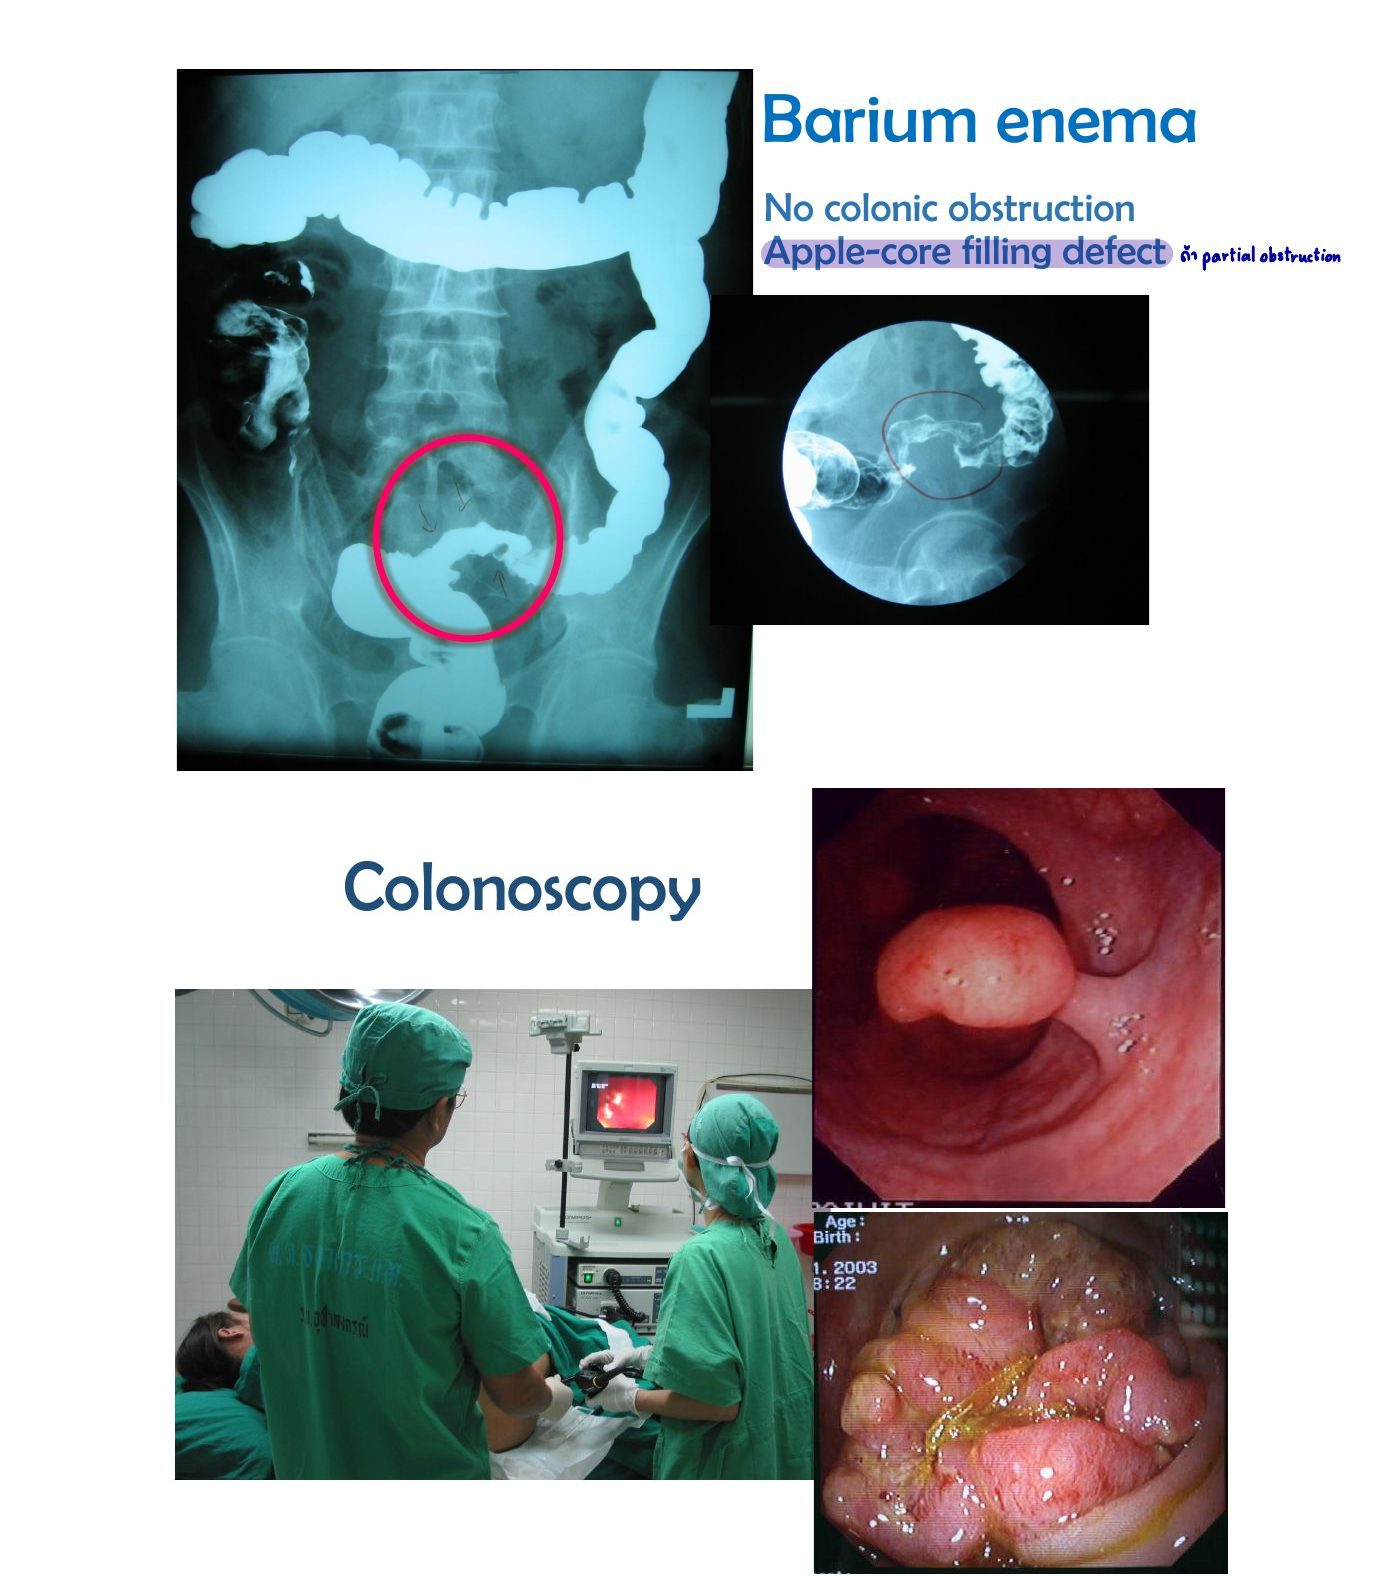 Barium enema
No colonic obstruction
Apple-core filling defect ถ้า partial obstruction
Colonoscopy
Age:
Birth:
1. 2003
8:22